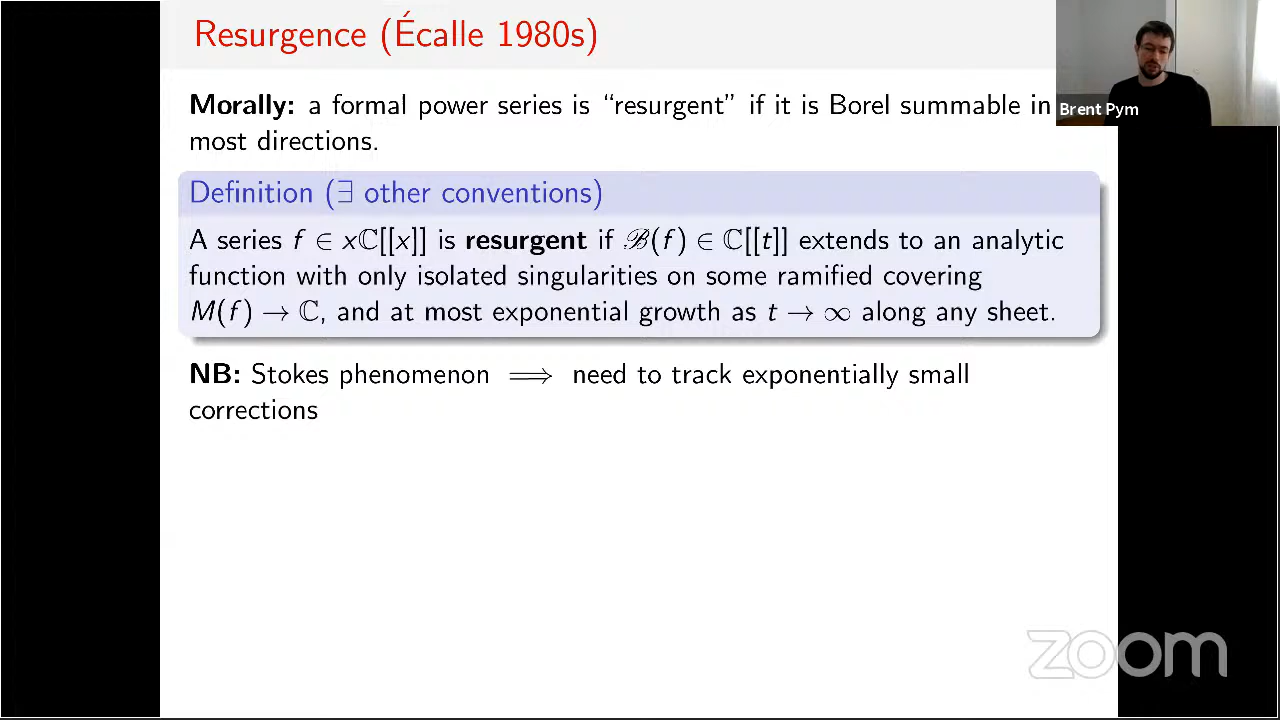 Resurgence (Écalle 1980s)
Morally: a formal power series is “resurgent” if it is Borel summable in
most directions.
Brent Pym
Definition (∃ other conventions)
A series f ∈ xℂ[[x]] is resurgent if ℬ(f) ∈ ℂ[[t]] extends to an analytic
function with only isolated singularities on some ramified covering
M(f) → ℂ, and at most exponential growth as t → ∞ along any sheet.
NB: Stokes phenomenon ⟹ need to track exponentially small
corrections
zoom